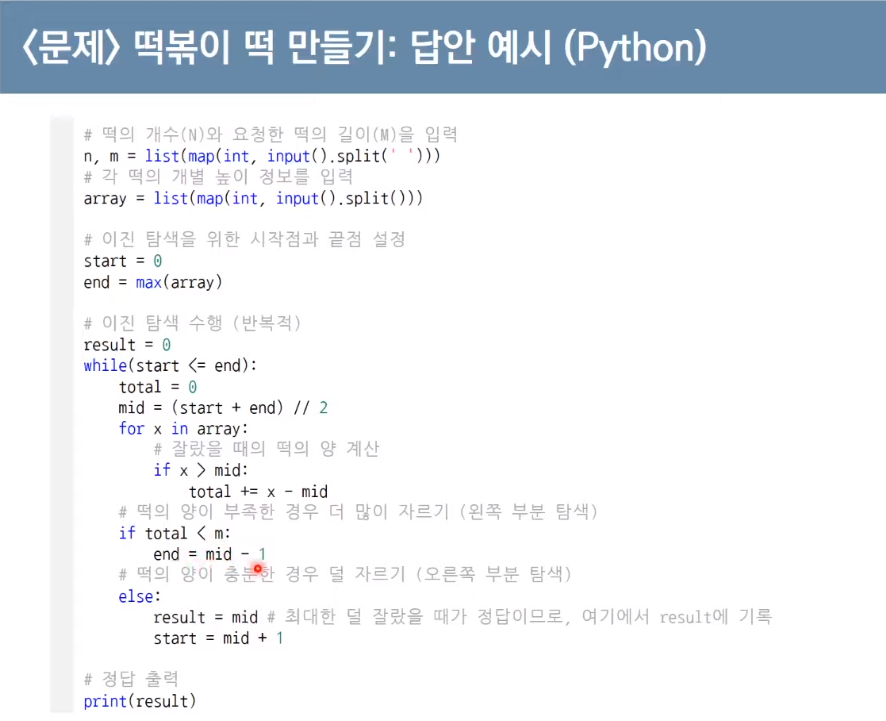 <문제> 떡볶이 떡 만들기: 답안 예시 (Python)
# 떡의 개수(N)와 요청한 떡의 길이(M)을 입력
n, m = list(map(int, input().split(' ')))
# 각 떡의 개별 높이 정보를 입력
array = list(map(int, input().split()))
# 이진 탐색을 위한 시작점과 끝점 설정
start = 0
end = max(array)
# 이진 탐색 수행 (반복적)
result = 0
while(start <= end):
    total = 0
    mid = (start + end) // 2
    for x in array:
        # 잘랐을 때의 떡의 양 계산
        if x > mid:
            total += x - mid
    # 떡의 양이 부족한 경우 더 많이 자르기 (왼쪽 부분 탐색)
    if total < m:
        end = mid - 1
    # 떡의 양이 충분한 경우 덜 자르기 (오른쪽 부분 탐색)
    else:
        result = mid # 최대한 덜 잘랐을 때가 정답이므로, 여기에서 result에 기록
        start = mid + 1
# 정답 출력
print(result)